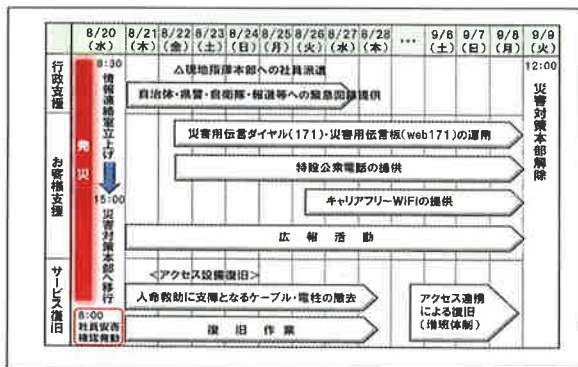 8/20 8/21 8/22 8/23 8/24 8/25 8/26 8/27 8/28 … 9/6 9/7 9/8 9/9
(水) (木) (金) (土) (日) (月) (火) (水) (木) (土) (日) (月) (火)
行政支援
お客様支援
サービス復旧
発災
8:30
情報連絡室立上げ
15:00
災害対策本部へ移行
8:00
社員安否
確認発動
△現地指揮本部への社員派遣
自治体・県警・自衛隊・報道等への緊急回線提供
災害用伝言ダイヤル(171)・災害用伝言板(web171)の運用
特設公衆電話の提供
キャリアフリーWiFiの提供
広報活動
<アクセス設備復旧>
人命救助に支障となるケーブル・電柱の撤去
復旧作業
アクセス連携
による復旧
(増班体制)
12:00
災害対策本部解除